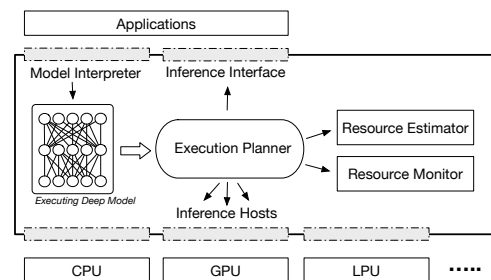 Applications
Model Interpreter
Inference Interface
Execution Planner
Resource Estimator
Resource Monitor
Executing Deep Model
Inference Hosts
CPU
GPU
LPU
.....